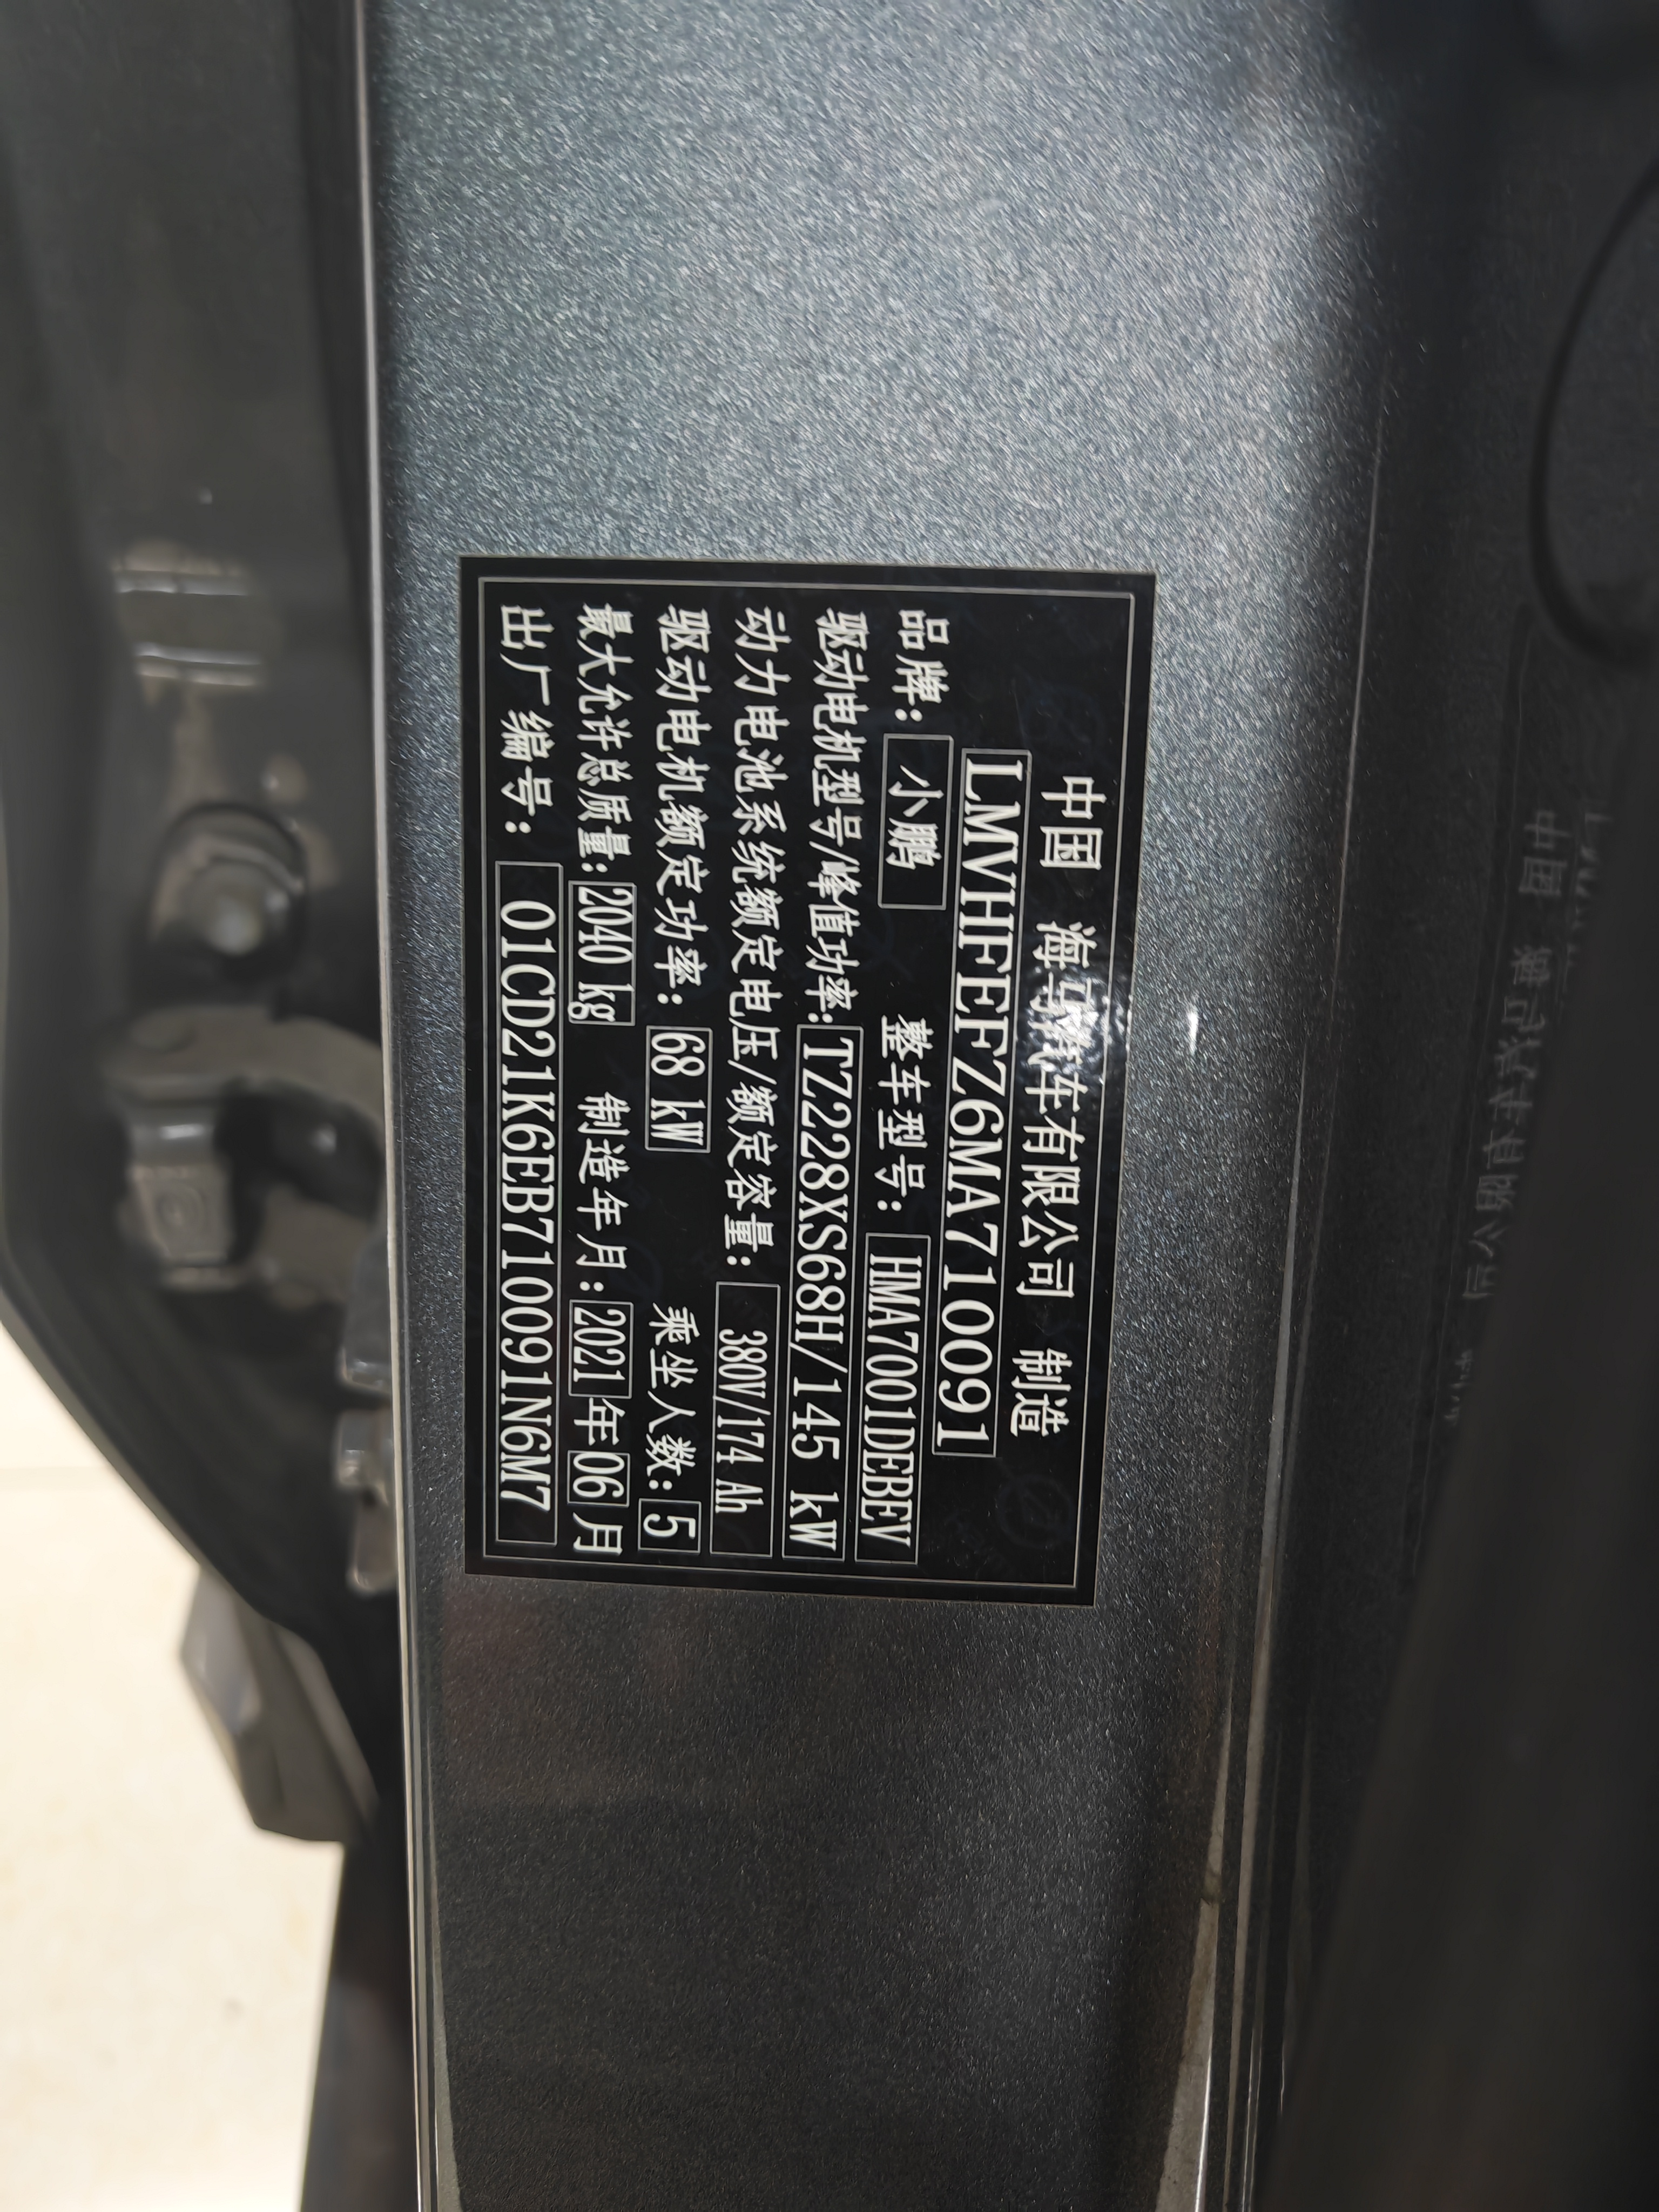 中国 海马汽车有限公司 制造
LMVHFEFZ6MA710091
品牌: 小鹏 整车型号: HMA7001DEBEV
驱动电机型号/峰值功率: TZ228XS68H/145 kW
动力电池系统额定电压/额定容量: 380V/174 Ah
驱动电机额定功率: 68 kW 乘坐人数: 5
最大允许总质量: 2040 kg 制造年月: 2021年06月
出厂编号: 01CD21K6EB710091N6M7